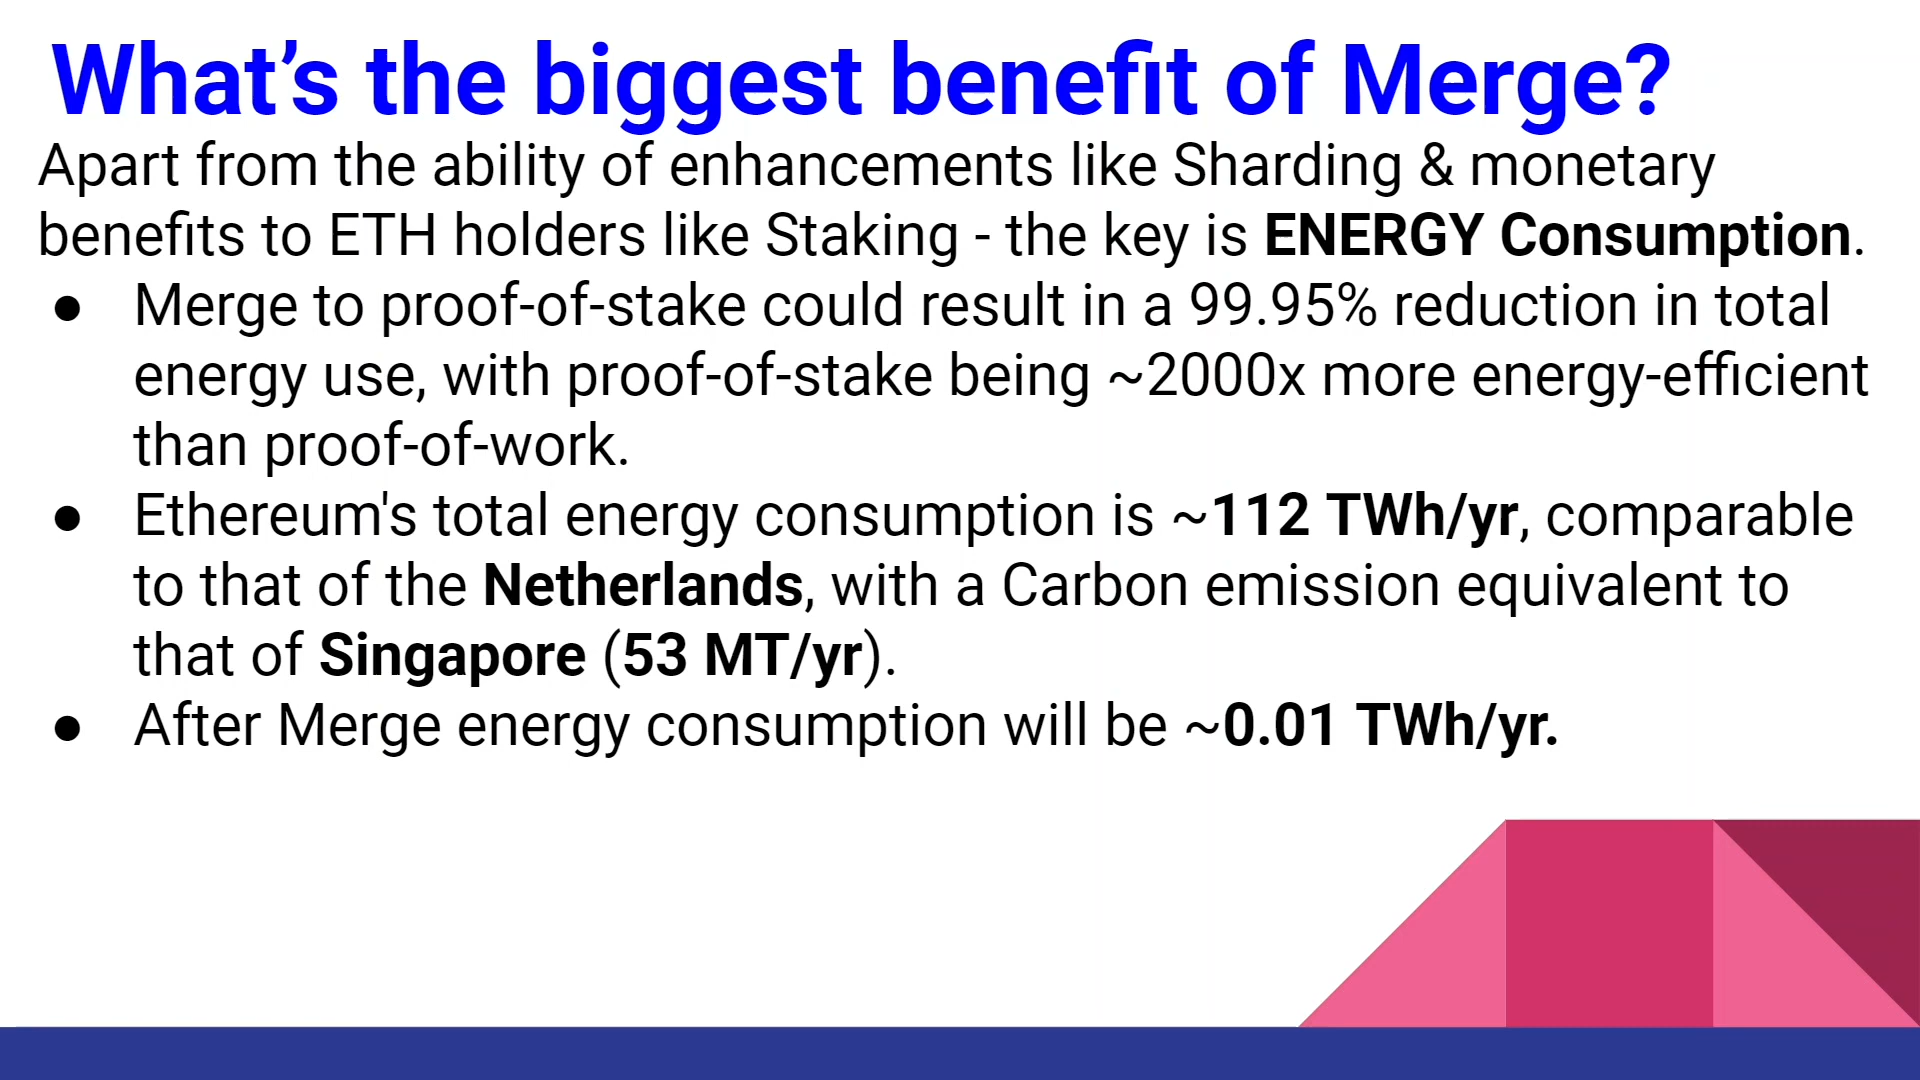 What’s the biggest benefit of Merge?
Apart from the ability of enhancements like Sharding & monetary
benefits to ETH holders like Staking - the key is ENERGY Consumption.
● Merge to proof-of-stake could result in a 99.95% reduction in total
energy use, with proof-of-stake being ~2000x more energy-efficient
than proof-of-work.
● Ethereum's total energy consumption is ~112 TWh/yr, comparable
to that of the Netherlands, with a Carbon emission equivalent to
that of Singapore (53 MT/yr).
● After Merge energy consumption will be ~0.01 TWh/yr.